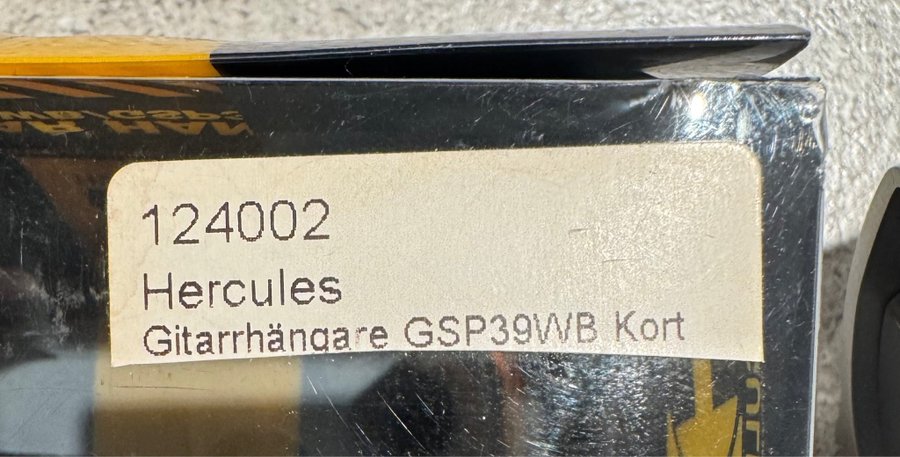 124002
Hercules
Gitarrhängare GSP39WB Kort